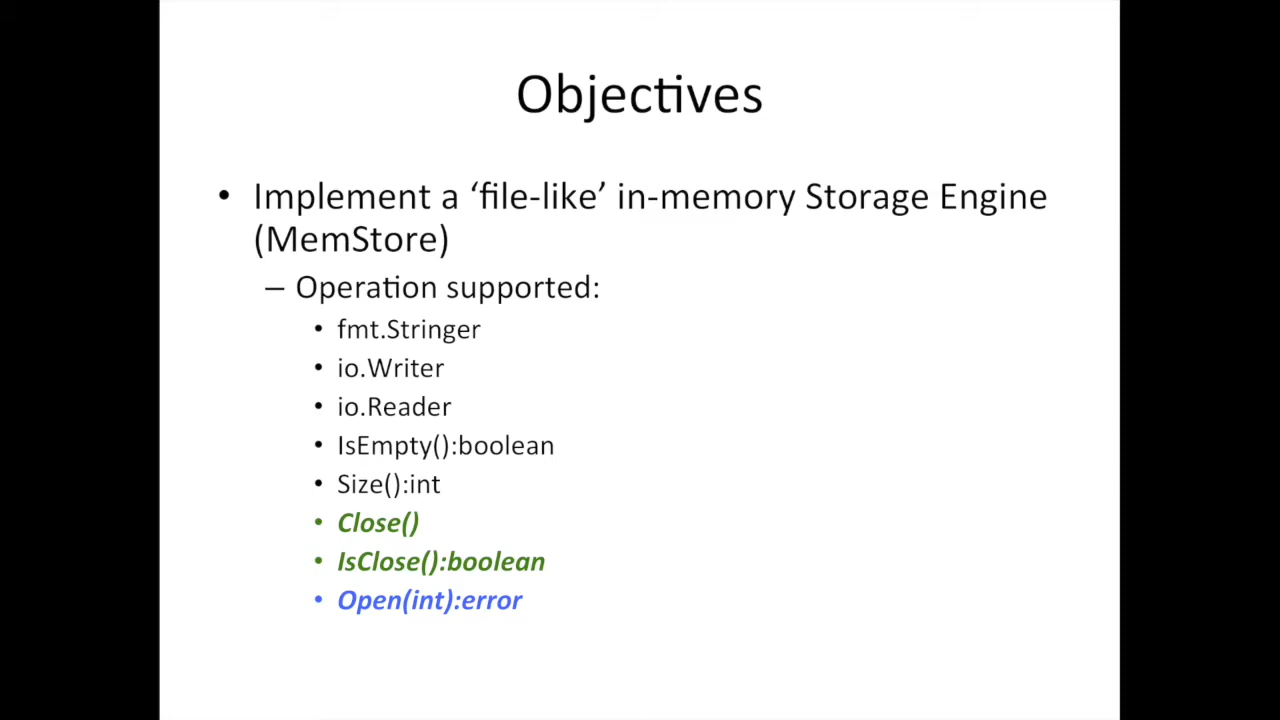 Objectives
• Implement a ‘file-like’ in-memory Storage Engine
(MemStore)
– Operation supported:
• fmt.Stringer
• io.Writer
• io.Reader
• IsEmpty():boolean
• Size():int
• Close()
• IsClose():boolean
• Open(int):error